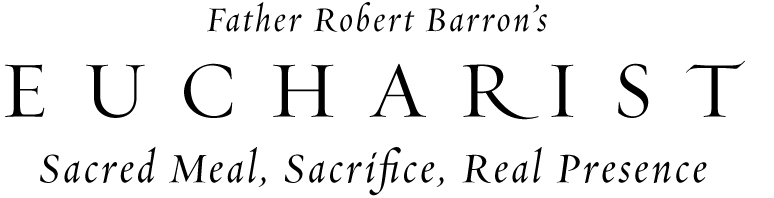 Father Robert Barron's
EUCHARIST
Sacred Meal, Sacrifice, Real Presence